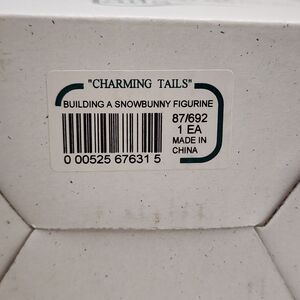 "CHARMING TAILS"
BUILDING A SNOWBUNNY FIGURINE
87/692
1 EA
MADE IN
CHINA
0 00525 67631 5